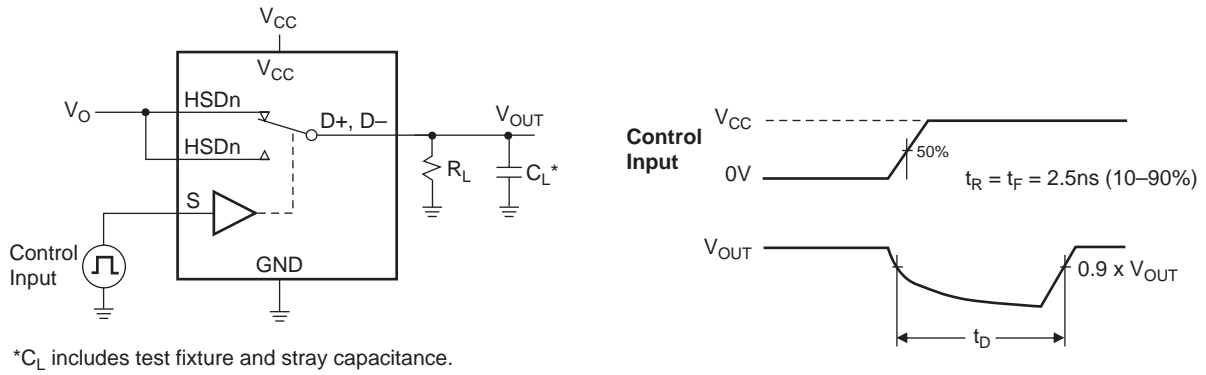 V_CC
V_CC
V_O
HSDn
D+, D–
V_OUT
HSDn
R_L
C_L*
S
Control
Input
GND
*C_L includes test fixture and stray capacitance.
Control
Input
V_CC
50%
0V
t_R = t_F = 2.5ns (10–90%)
V_OUT
0.9 x V_OUT
t_D